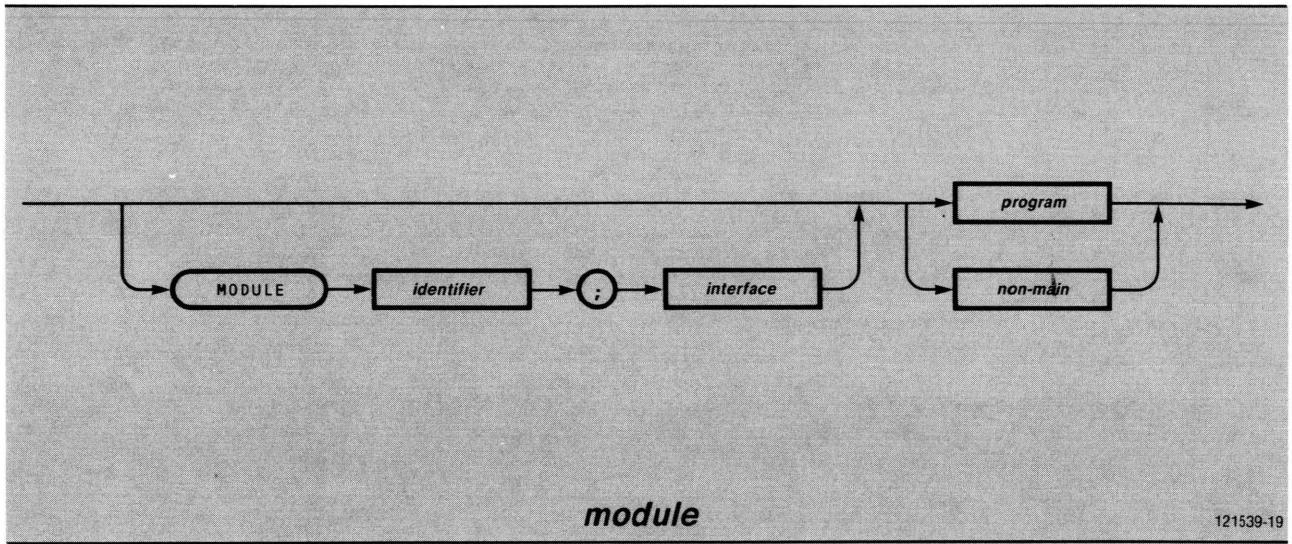 program
MODULE identifier ; interface non-main
module
121539-19